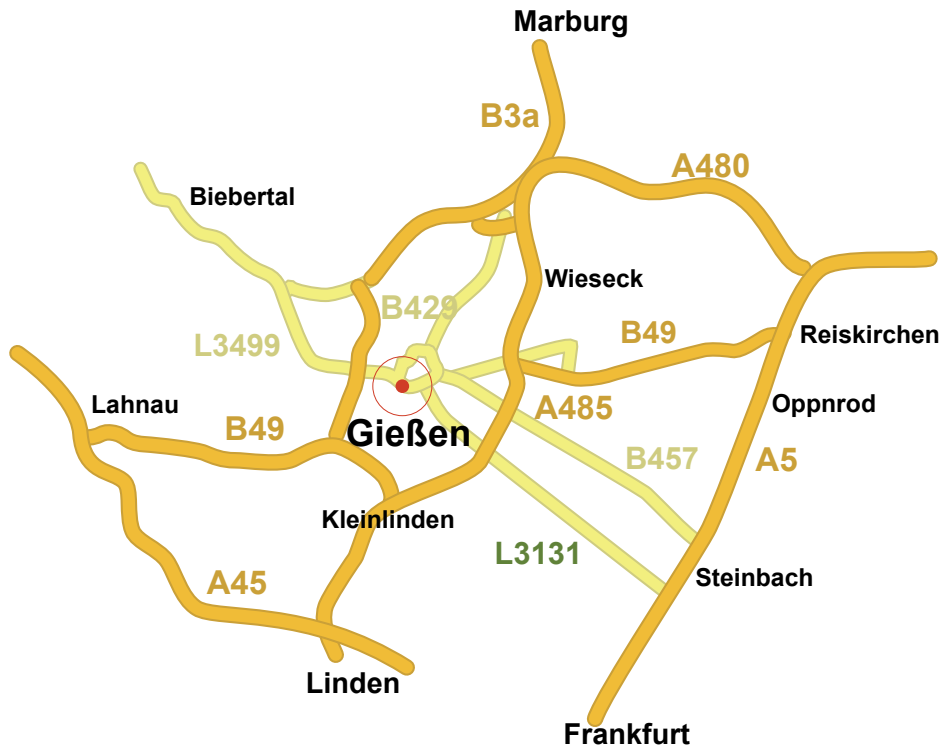 Marburg
B3a
A480
Biebertal
Wieseck
B429
B49
Reiskirchen
L3499
Lahnau
A485
Oppnrod
B49
Gießen
B457
A5
Kleinlinden
L3131
Steinbach
A45
Linden
Frankfurt